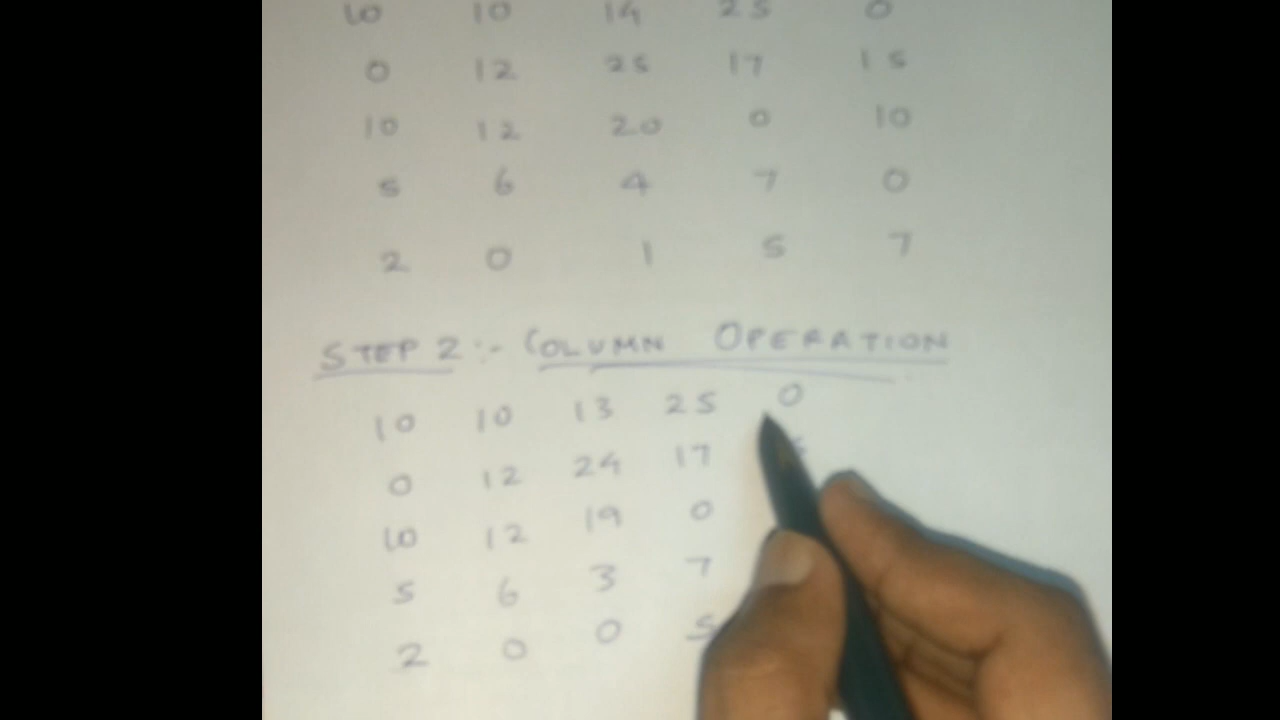 10 10 14 25 0
0 12 25 17 15
10 12 20 0 10
5 6 4 7 0
2 0 1 5 7
STEP 2:- COLUMN OPERATION
10 10 13 25 0
0 12 24 17
10 12 19 0
5 6 3 7
2 0 0 5